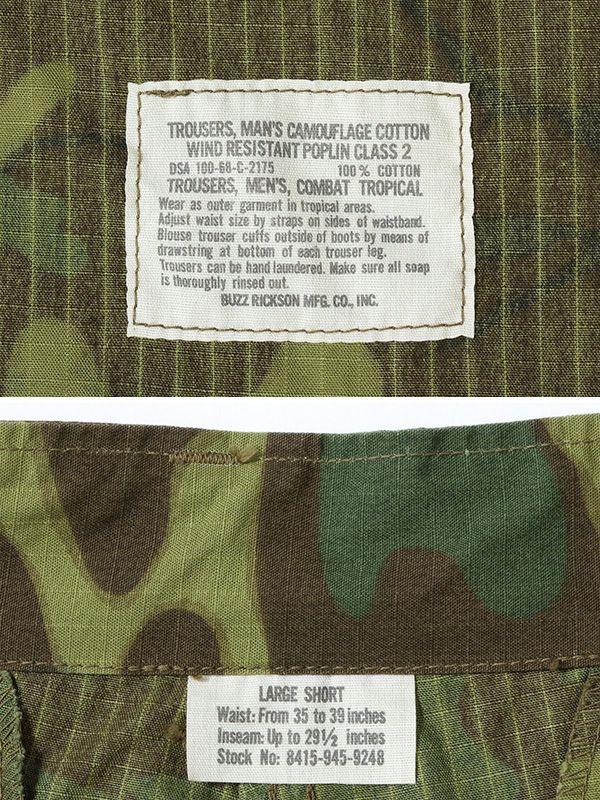 TROUSERS, MAN'S CAMOUFLAGE COTTON
WIND RESISTANT POPLIN CLASS 2
DSA 100-68-C-2175 100% COTTON
TROUSERS, MEN'S, COMBAT TROPICAL
Wear as outer garment in tropical areas.
Adjust waist size by straps on sides of waistband.
Blouse trouser cuffs outside of boots by means of
drawstring at bottom of each trouser leg.
Trousers can be hand laundered. Make sure all soap
is thoroughly rinsed out.
BUZZ RICKSON MFG. CO., INC.
LARGE SHORT
Waist: From 35 to 39 inches
Inseam: Up to 29½ inches
Stock No: 8415-945-9248